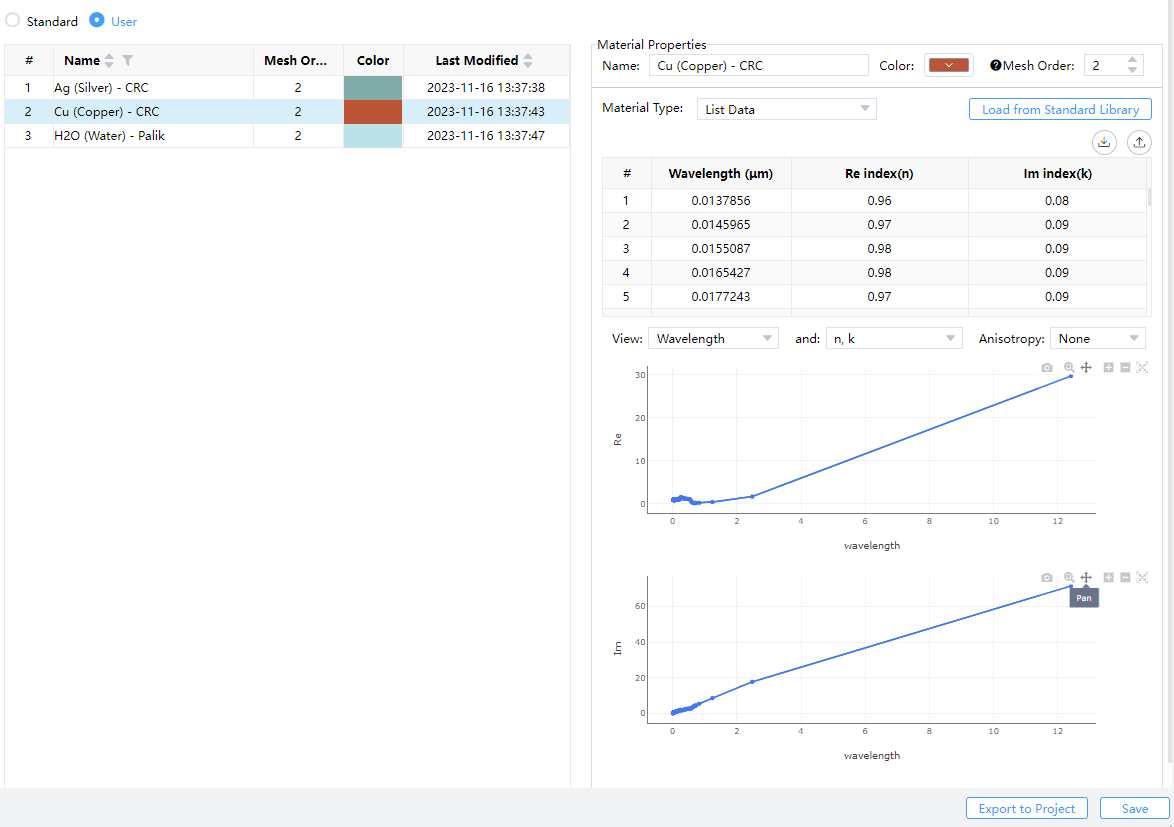 Standard User
# Name Mesh Or... Color Last Modified
1 Ag (Silver) - CRC 2 2023-11-16 13:37:38
2 Cu (Copper) - CRC 2 2023-11-16 13:37:43
3 H2O (Water) - Palik 2 2023-11-16 13:37:47
Material Properties
Name: Cu (Copper) - CRC Color: ?Mesh Order: 2
Material Type: List Data Load from Standard Library
# Wavelength (μm) Re index(n) Im index(k)
1 0.0137856 0.96 0.08
2 0.0145965 0.97 0.09
3 0.0155087 0.98 0.09
4 0.0165427 0.98 0.09
5 0.0177243 0.97 0.09
View: Wavelength and: n, k Anisotropy: None
30
20
10
0
Re
0 2 4 6 8 10 12
wavelength
Pan
60
40
20
0
Im
0 2 4 6 8 10 12
wavelength
Export to Project Save